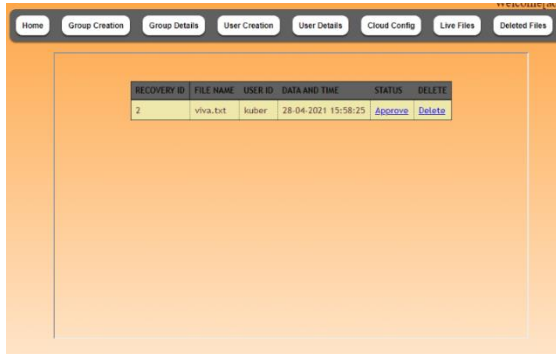 Welcome[ad
Home Group Creation Group Details User Creation User Details Cloud Config Live Files Deleted Files
RECOVERY ID FILE NAME USER ID DATA AND TIME STATUS DELETE
2 viva.txt kuber 28-04-2021 15:58:25 Approve Delete